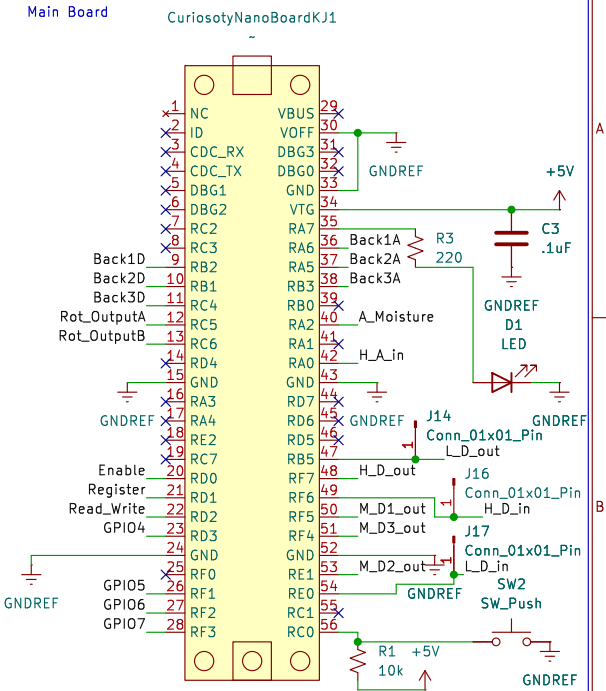 Main Board
CuriosotyNanoBoardKJ1
~
1 NC
2 ID
3 CDC_RX
4 CDC_TX
5 DBG1
6 DBG2
7 RC2
8 RC3
Back1D 9 RB2
Back2D 10 RB1
Back3D 11 RC4
Rot_OutputA 12 RC5
Rot_OutputB 13 RC6
14 RD4
15 GND
GNDREF
16 RA3
17 RA4
18 RE2
19 RC7
Enable 20 RD0
Register 21 RD1
Read_Write 22 RD2
GPIO4 23 RD3
24 GND
GNDREF
25 RF0
GPIO5 26 RF1
GPIO6 27 RF2
GPIO7 28 RF3
VBUS 29
VOFF 30
DBG3 31
DBG0 32
GND 33
GNDREF
VTG 34
+5V
C3
.1uF
GNDREF
RA7 35
R3
220
RA6 36 Back1A
RA5 37 Back2A
RB3 38 Back3A
RB0 39
RA2 40 A_Moisture
RA1 41
RA0 42 H_A_in
D1
LED
GNDREF
GND 43
GNDREF
RD7 44
RD6 45
RD5 46
RB5 47 L_D_out
J14
Conn_01x01_Pin
1
RF7 48 H_D_out
RF6 49 H_D_in
J16
Conn_01x01_Pin
1
RF5 50 M_D1_out
RF4 51 M_D3_out
GND 52
GNDREF
RE1 53 M_D2_out
RE0 54 L_D_in
J17
Conn_01x01_Pin
1
RC1 55
RC0 56
SW2
SW_Push
GNDREF
R1
10k
+5V
A
B